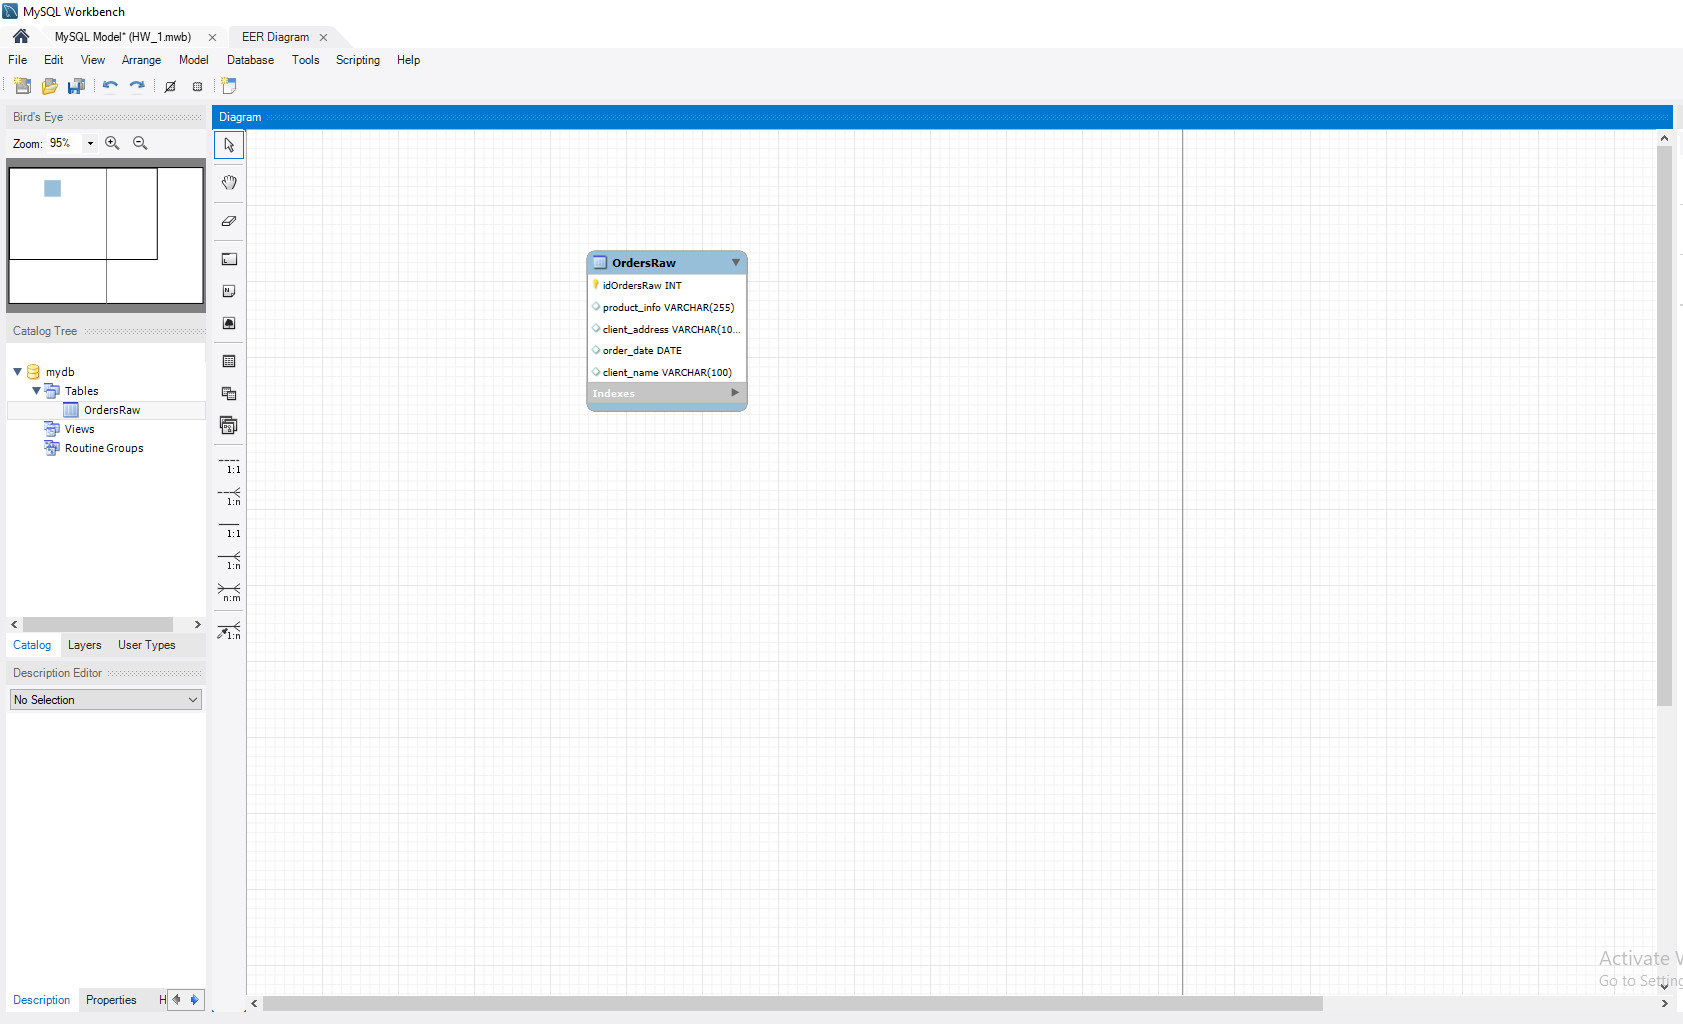 MySQL Workbench
MySQL Model* (HW_1.mwb)
EER Diagram
File Edit View Arrange Model Database Tools Scripting Help
Bird's Eye
Zoom: 95%
Diagram
OrdersRaw
idOrdersRaw INT
product_info VARCHAR(255)
client_address VARCHAR(10...
order_date DATE
client_name VARCHAR(100)
Indexes
Catalog Tree
mydb
Tables
OrdersRaw
Views
Routine Groups
1:1
1:n
1:1
1:n
n:m
1:n
Catalog Layers User Types
Description Editor
No Selection
Description Properties H
Activate
Go to Setting